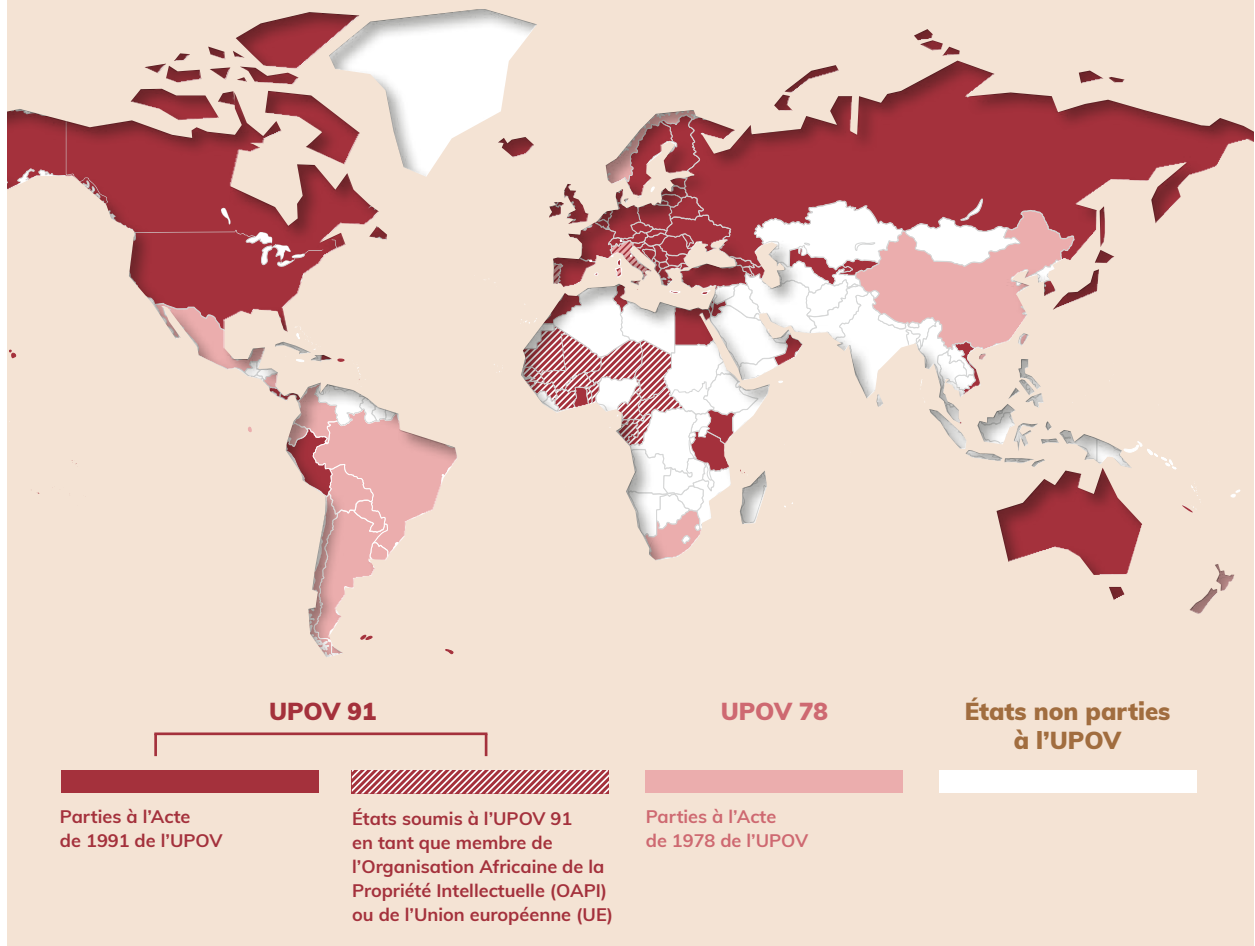 UPOV 91
UPOV 78
États non parties
à l’UPOV
Parties à l’Acte
de 1991 de l’UPOV
États soumis à l’UPOV 91
en tant que membre de
l’Organisation Africaine de la
Propriété Intellectuelle (OAPI)
ou de l’Union européenne (UE)
Parties à l’Acte
de 1978 de l’UPOV